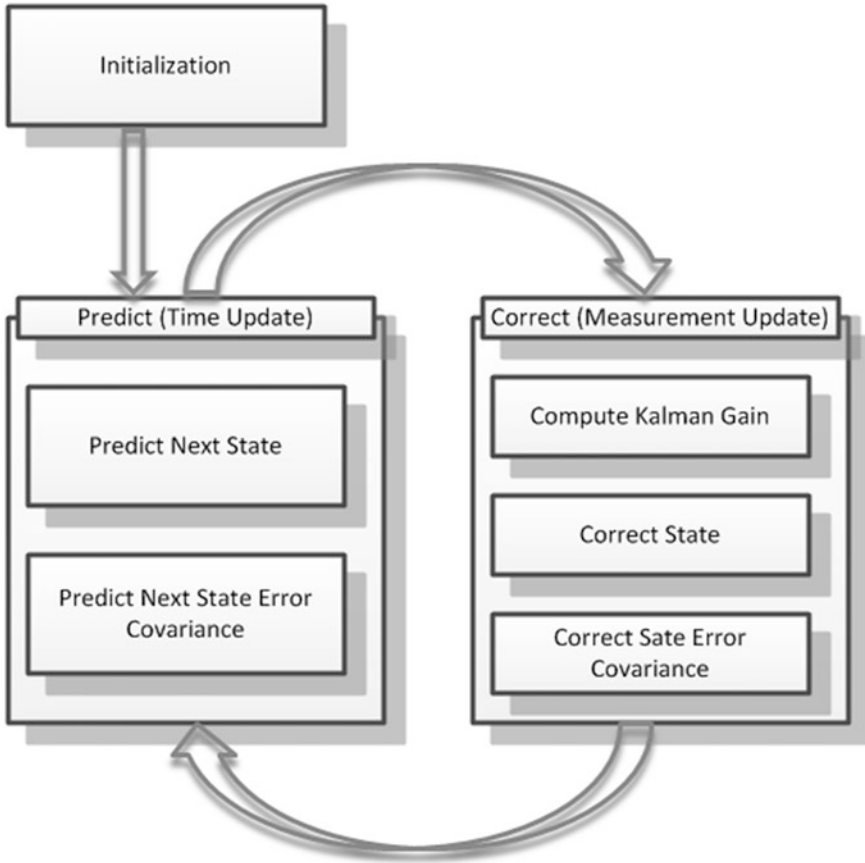 Initialization
Predict (Time Update)
Predict Next State
Predict Next State Error
Covariance
Correct (Measurement Update)
Compute Kalman Gain
Correct State
Correct Sate Error
Covariance